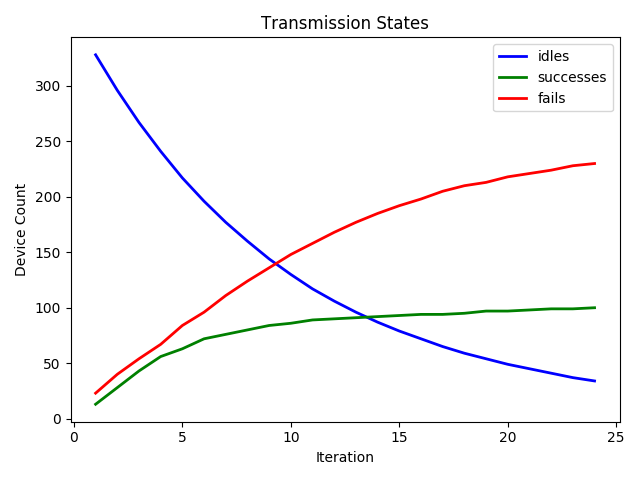 Transmission States
idles
successes
fails
Device Count
300
250
200
150
100
50
0
0 5 10 15 20 25
Iteration